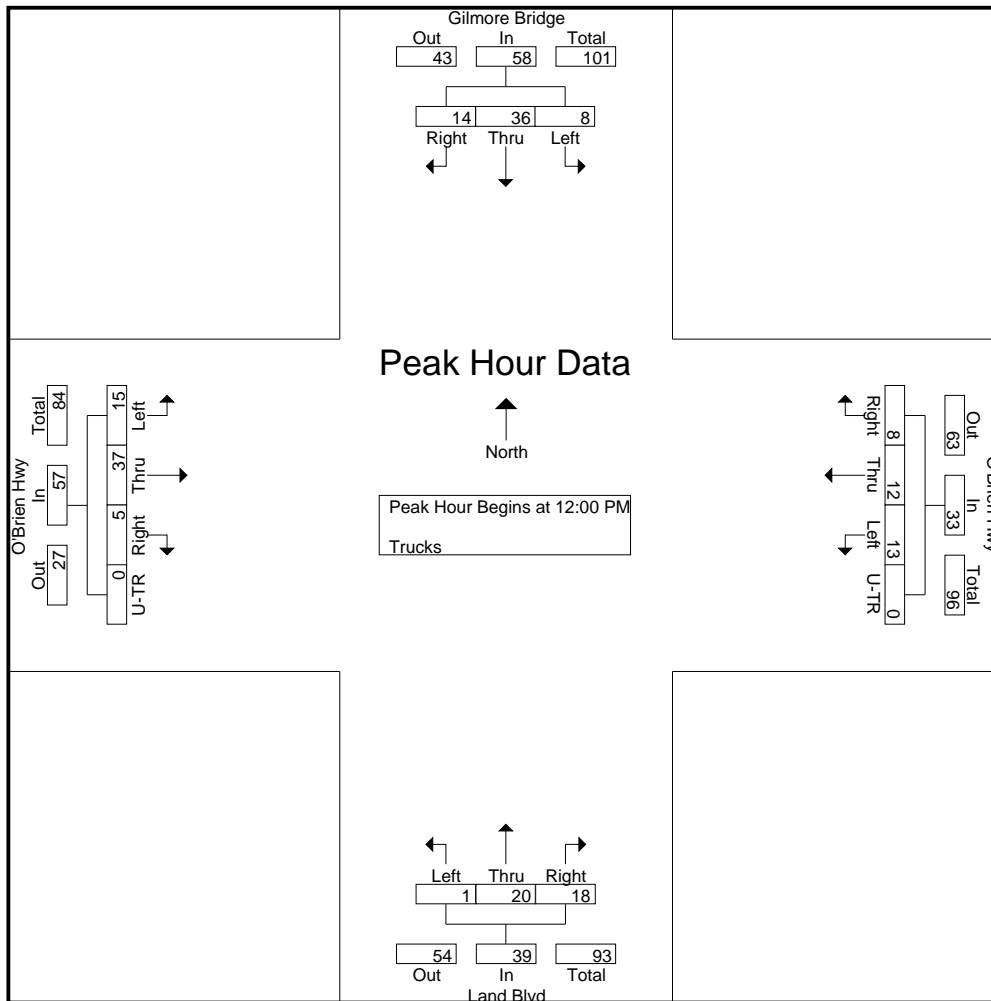 Gilmore Bridge
Out In Total
43 58 101
14 36 8
Right Thru Left
Peak Hour Data
North
Peak Hour Begins at 12:00 PM
Trucks
O'Brien Hwy
Total In Out
84 57 27
15 37 5 0
Left Thru Right U-TR
Right Thru Left U-TR
8 12 13 0
Out In Total
63 33 96
O'Brien Hwy
Left Thru Right
1 20 18
54 39 93
Out In Total
Land Blvd